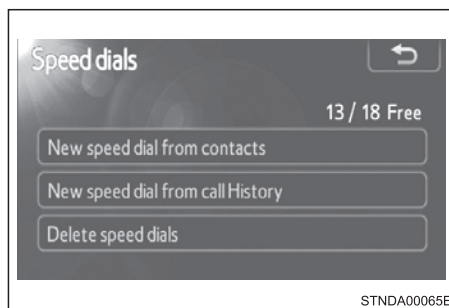 Speed dials
13 / 18 Free
New speed dial from contacts
New speed dial from call History
Delete speed dials
STNDA00065E